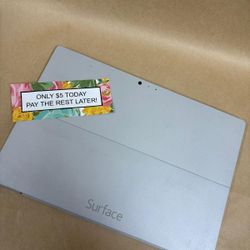 ONLY $5 TODAY
PAY THE REST LATER!
Surface